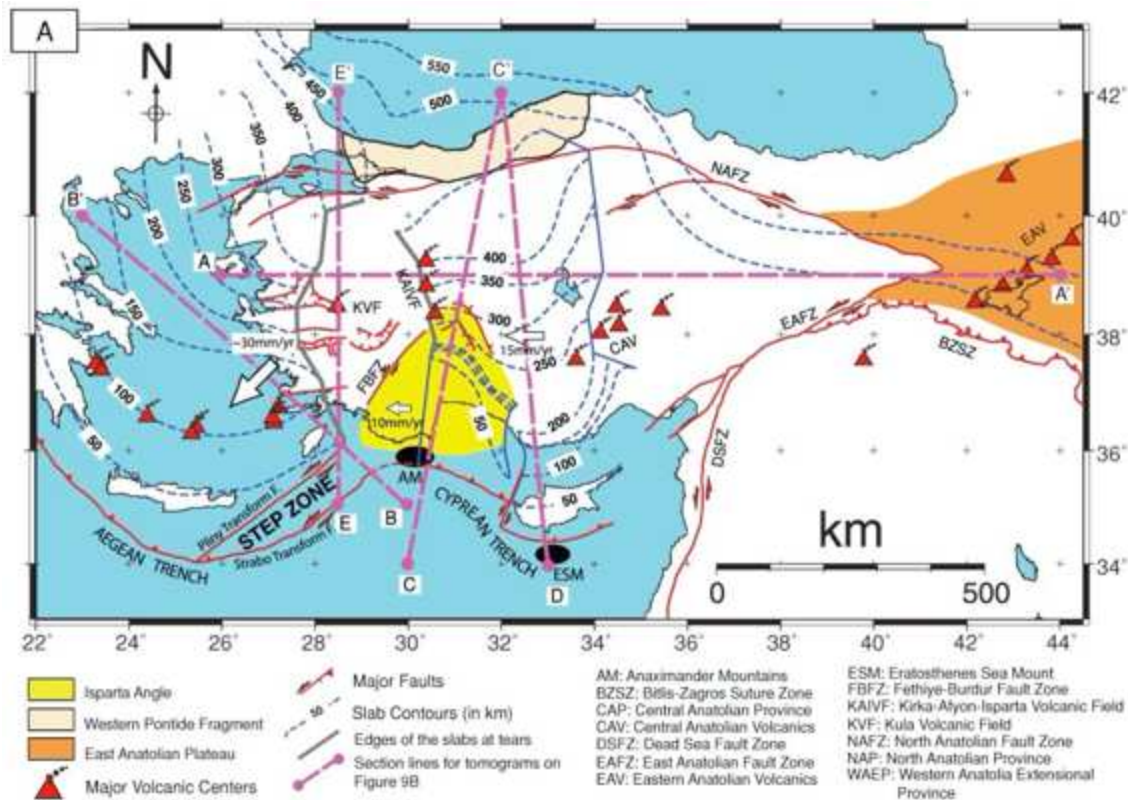 A
N
550
C'
E'
450
500
42°
400
350
300
NAFZ
250
B'
40°
200
EAV
A
400
KAIVF
350
A'
150
KVF
300
EAFZ
38°
~30mm/yr
15mm/yr
CAV
BZSZ
250
FBFZ
100
10mm/yr
50
200
50
DSFZ
36°
AM
100
Pliny Transform F.
STEP ZONE
CYPREAN TRENCH
50
AEGEAN TRENCH
E
B
km
Strabo Transform F.
C
ESM
D
34°
0
500
22° 24° 26° 28° 30° 32° 34° 36° 38° 40° 42° 44°
Isparta Angle
Western Pontide Fragment
East Anatolian Plateau
Major Volcanic Centers
Major Faults
50
Slab Contours (in km)
Edges of the slabs at tears
Section lines for tomograms on
Figure 9B
AM: Anaximander Mountains
BZSZ: Bitlis-Zagros Suture Zone
CAP: Central Anatolian Province
CAV: Central Anatolian Volcanics
DSFZ: Dead Sea Fault Zone
EAFZ: East Anatolian Fault Zone
EAV: Eastern Anatolian Volcanics
ESM: Eratosthenes Sea Mount
FBFZ: Fethiye-Burdur Fault Zone
KAIVF: Kirka-Afyon-Isparta Volcanic Field
KVF: Kula Volcanic Field
NAFZ: North Anatolian Fault Zone
NAP: North Anatolian Province
WAEP: Western Anatolia Extensional
Province